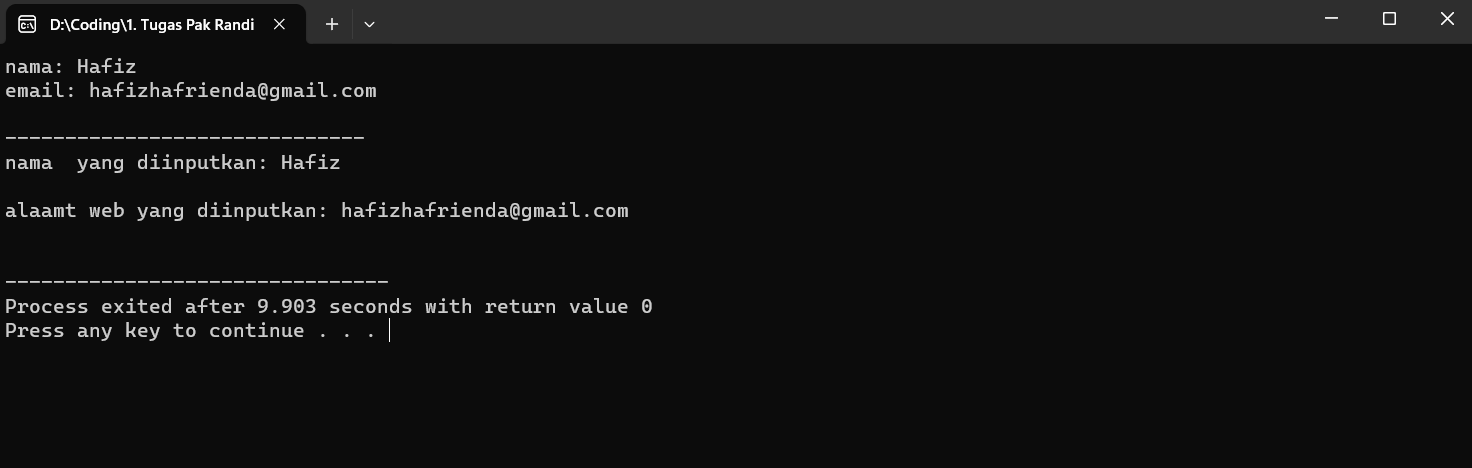 D:\Coding\1. Tugas Pak Randi
nama: Hafiz
email: hafizhafrienda@gmail.com
------------------------------
nama  yang diinputkan: Hafiz
alaamt web yang diinputkan: hafizhafrienda@gmail.com
--------------------------------
Process exited after 9.903 seconds with return value 0
Press any key to continue . . .